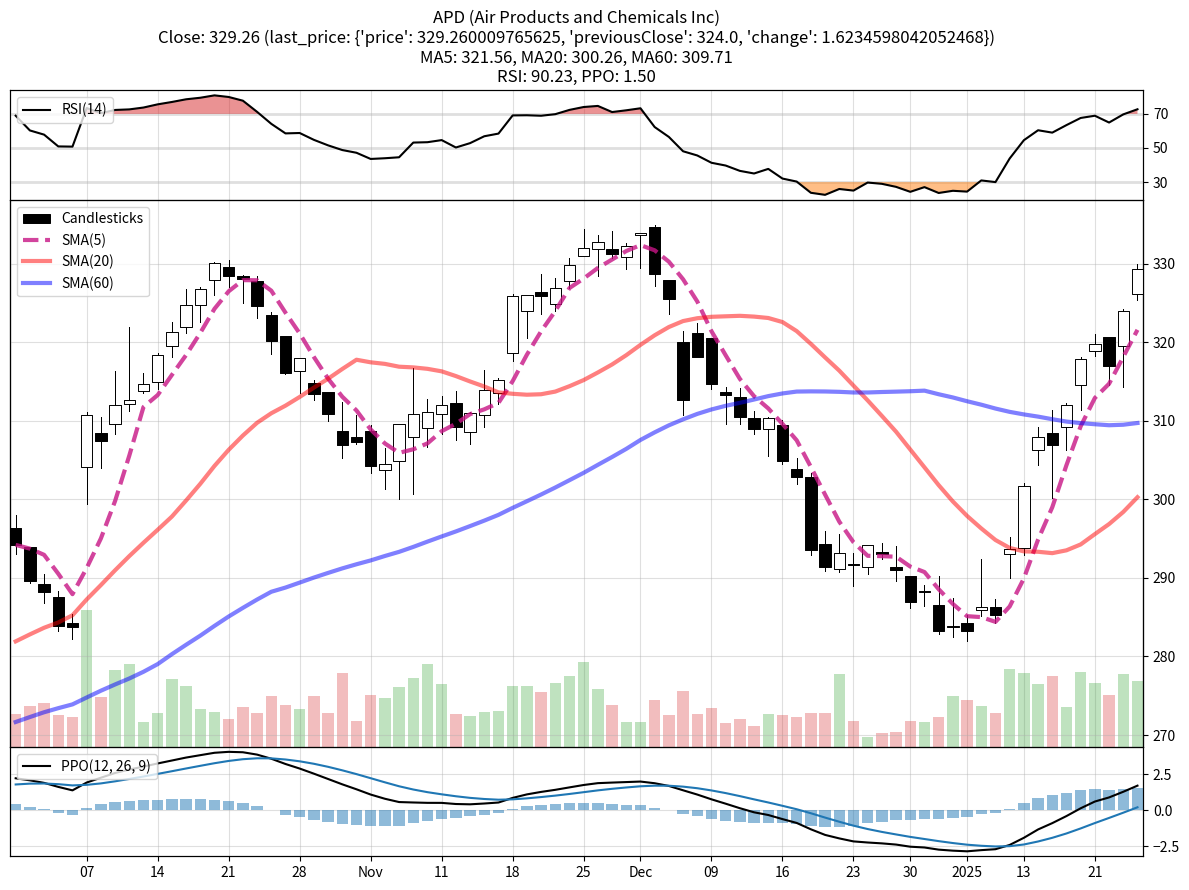 APD (Air Products and Chemicals Inc)
Close: 329.26 (last_price: {'price': 329.260009765625, 'previousClose': 324.0, 'change': 1.6234598042052468})
MA5: 321.56, MA20: 300.26, MA60: 309.71
RSI: 90.23, PPO: 1.50
RSI(14)
70
50
30
Candlesticks
SMA(5)
SMA(20)
SMA(60)
330
320
310
300
290
280
270
PPO(12, 26, 9)
2.5
0.0
−2.5
07 14 21 28 Nov 11 18 25 Dec 09 16 23 30 2025 13 21